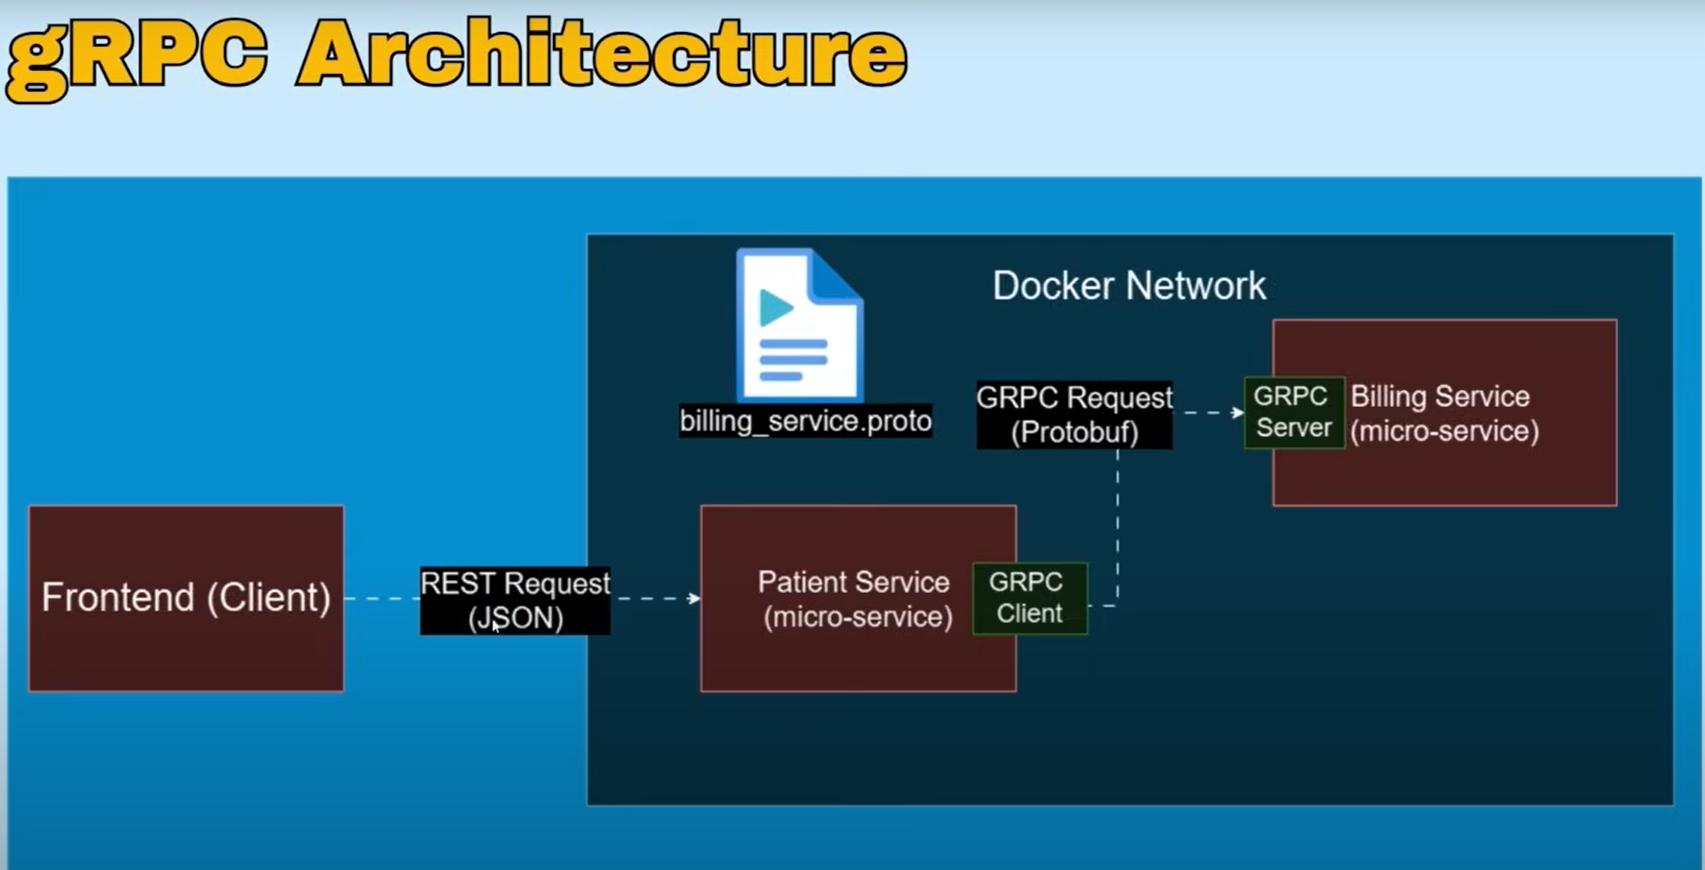 gRPC Architecture
Docker Network
billing_service.proto
GRPC Request
(Protobuf)
GRPC
Server
Billing Service
(micro-service)
Frontend (Client)
REST Request
(JSON)
Patient Service
(micro-service)
GRPC
Client